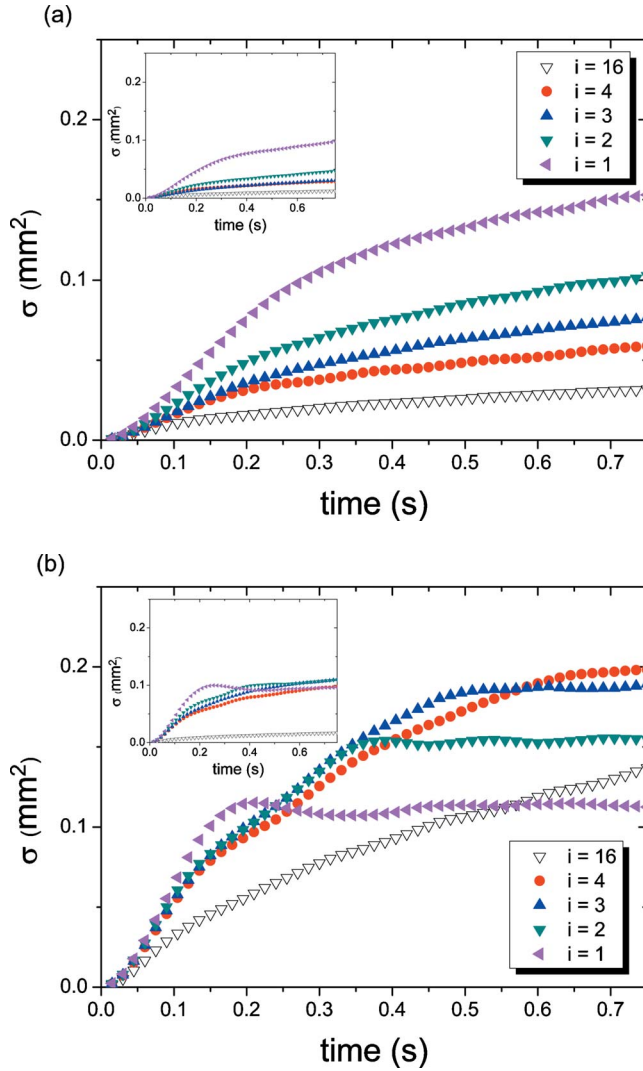 (a)
0.2
0.1
0.0
σ (mm²)
0.0 0.1 0.2 0.3 0.4 0.5 0.6 0.7
time (s)
0.2
0.1
0.0
σ (mm²)
0.0 0.2 0.4 0.6
time (s)
i = 16
i = 4
i = 3
i = 2
i = 1
(b)
0.2
0.1
0.0
σ (mm²)
0.0 0.1 0.2 0.3 0.4 0.5 0.6 0.7
time (s)
0.2
0.1
0.0
σ (mm²)
0.0 0.2 0.4 0.6
time (s)
i = 16
i = 4
i = 3
i = 2
i = 1